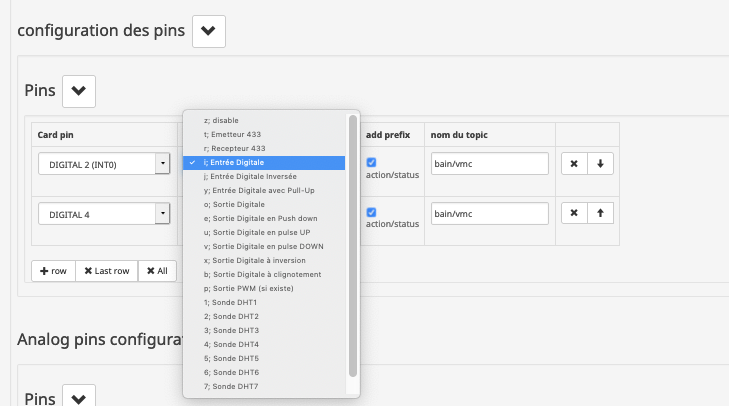 configuration des pins
Pins
Card pin
add prefix
nom du topic
DIGITAL 2 (INT0)
action/status
bain/vmc
DIGITAL 4
action/status
bain/vmc
row
Last row
All
z; disable
t; Emetteur 433
r; Recepteur 433
i; Entrée Digitale
j; Entrée Digitale Inversée
y; Entrée Digitale avec Pull-Up
o; Sortie Digitale
e; Sortie Digitale en Push down
u; Sortie Digitale en pulse UP
v; Sortie Digitale en pulse DOWN
x; Sortie Digitale à inversion
b; Sortie Digitale à clignotement
p; Sortie PWM (si existe)
1; Sonde DHT1
2; Sonde DHT2
3; Sonde DHT3
4; Sonde DHT4
5; Sonde DHT5
6; Sonde DHT6
7; Sonde DHT7
Analog pins configura
Pins